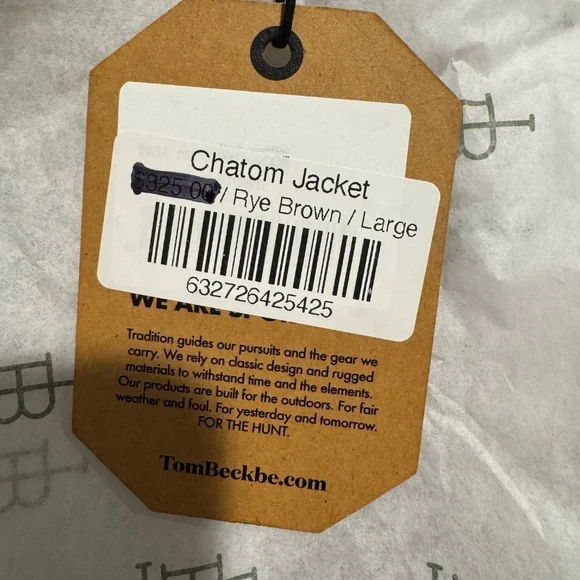 Chatom Jacket
$325.00 / Rye Brown / Large
632726425425
WE ARE
Tradition guides our pursuits and the gear we
carry. We rely on classic design and rugged
materials to withstand time and the elements.
Our products are built for the outdoors. For fair
weather and foul. For yesterday and tomorrow.
FOR THE HUNT.
TomBeckbe.com